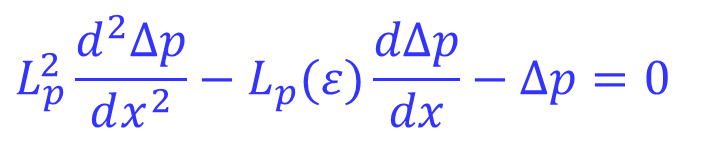 $L_p^2 \frac{d^2 \Delta p}{dx^2} - L_p(\varepsilon) \frac{d\Delta p}{dx} - \Delta p = 0$